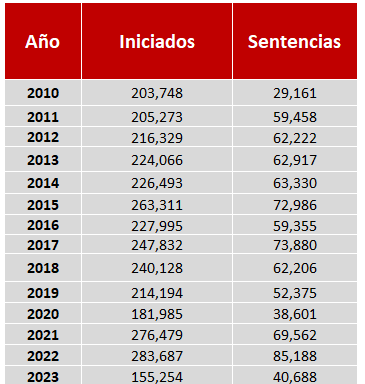 Año Iniciados Sentencias
2010 203,748 29,161
2011 205,273 59,458
2012 216,329 62,222
2013 224,066 62,917
2014 226,493 63,330
2015 263,311 72,986
2016 227,995 59,355
2017 247,832 73,880
2018 240,128 62,206
2019 214,194 52,375
2020 181,985 38,601
2021 276,479 69,562
2022 283,687 85,188
2023 155,254 40,688